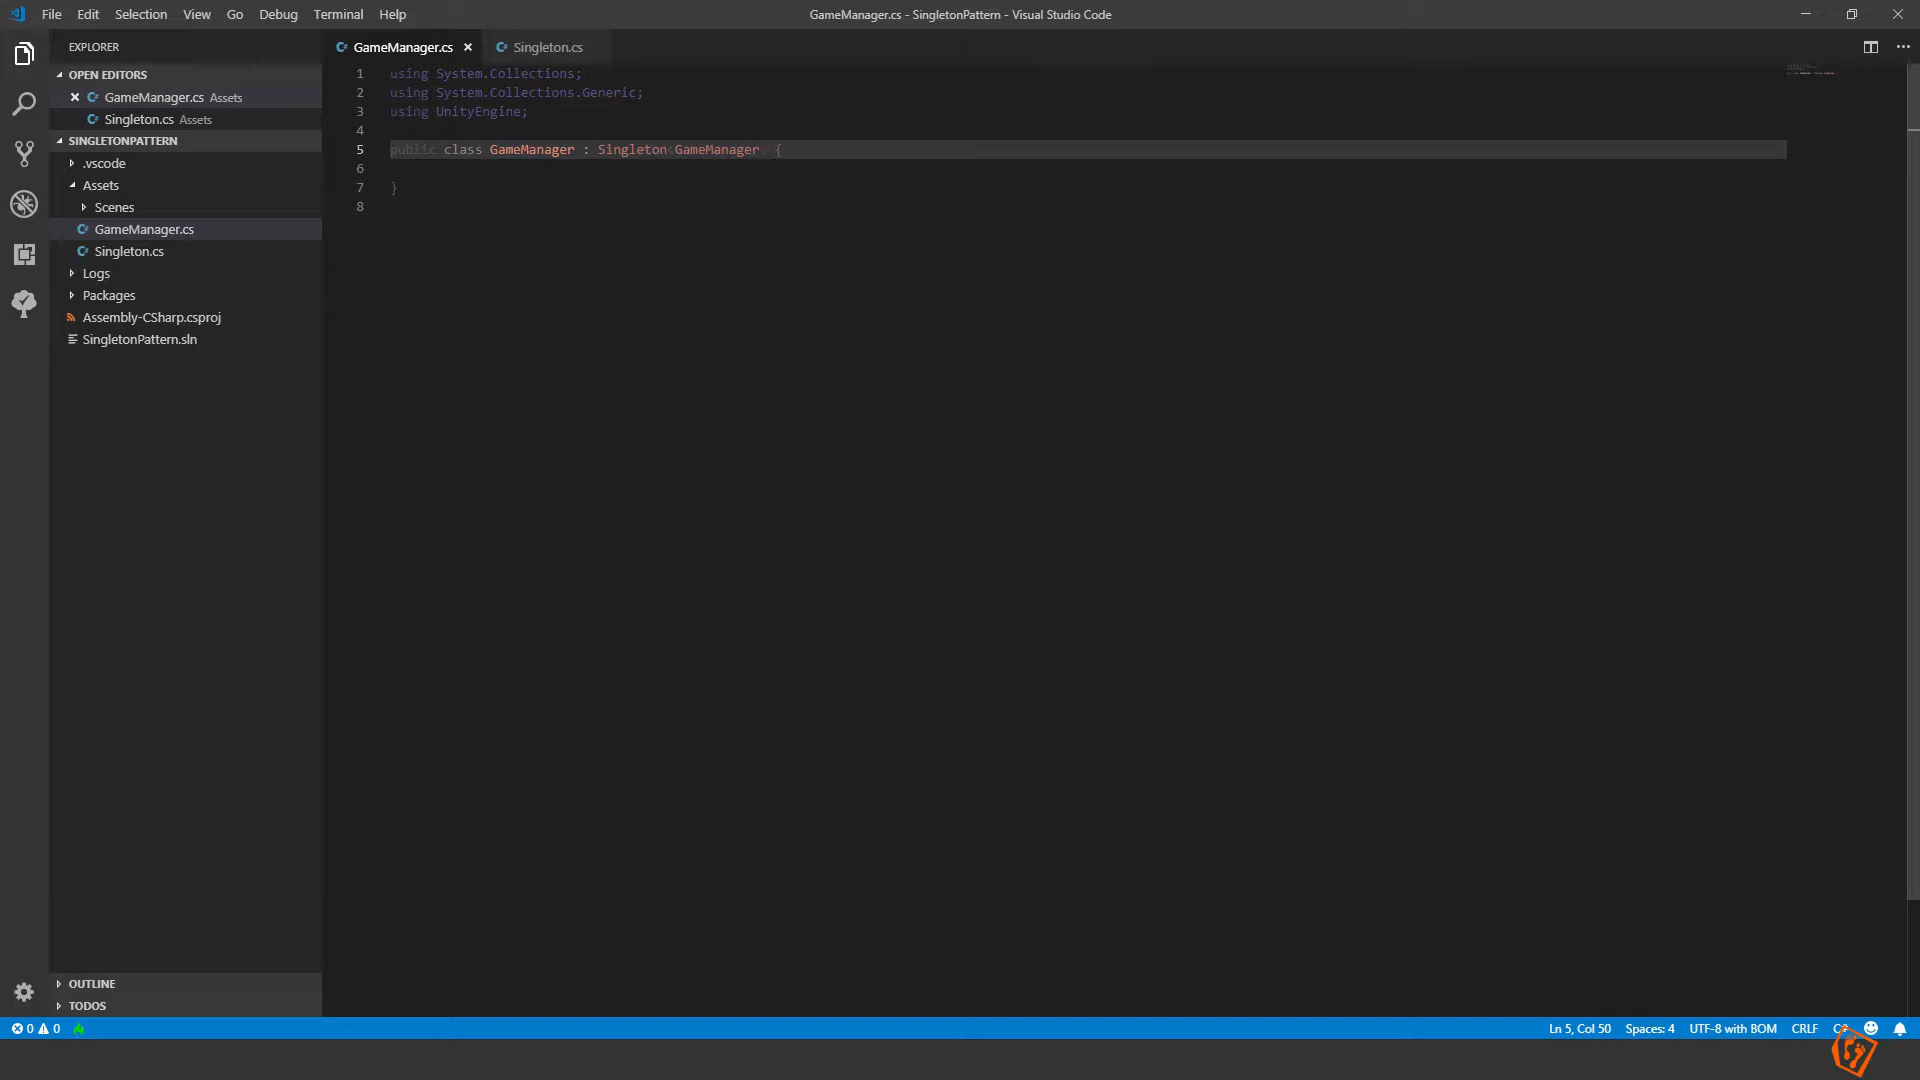 File Edit Selection View Go Debug Terminal Help
GameManager.cs - SingletonPattern - Visual Studio Code
EXPLORER
OPEN EDITORS
GameManager.cs Assets
Singleton.cs Assets
SINGLETONPATTERN
.vscode
Assets
Scenes
GameManager.cs
Singleton.cs
Logs
Packages
Assembly-CSharp.csproj
SingletonPattern.sln
OUTLINE
TODOS
GameManager.cs Singleton.cs
1 using System.Collections;
2 using System.Collections.Generic;
3 using UnityEngine;
4
5 public class GameManager : Singleton<GameManager> {
6
7 }
8
0 0
Ln 5, Col 50 Spaces: 4 UTF-8 with BOM CRLF